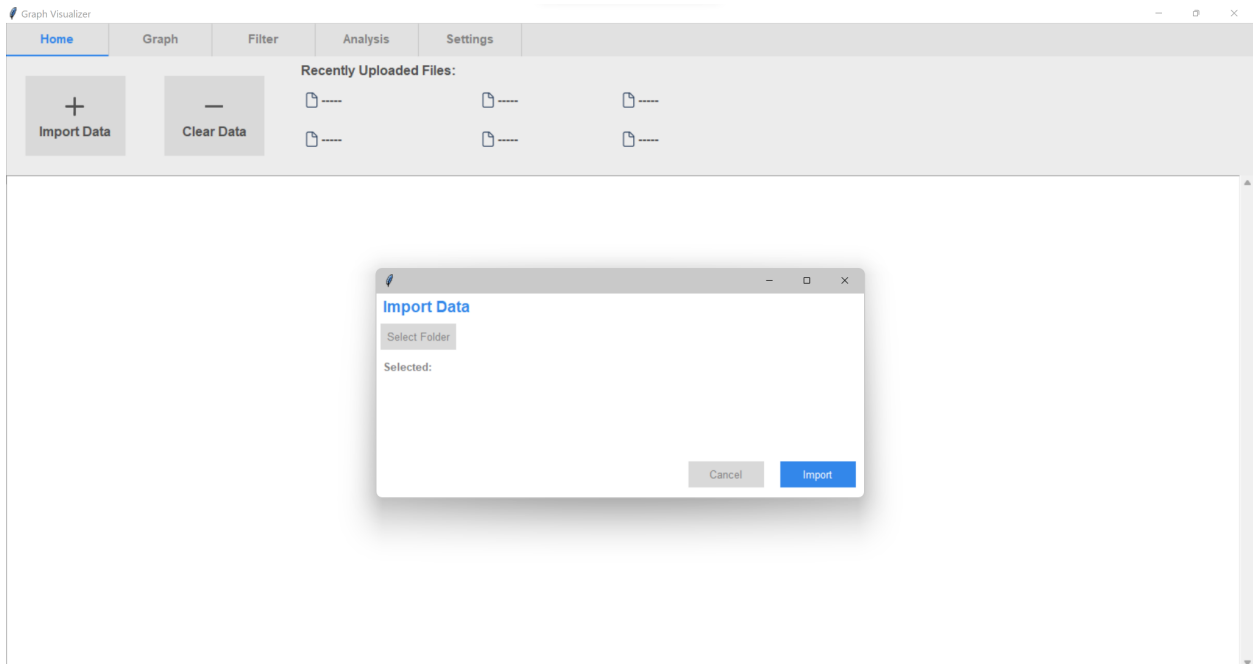 Graph Visualizer
Home Graph Filter Analysis Settings
Recently Uploaded Files:
Import Data
Clear Data
----- ----- -----
----- ----- -----
Import Data
Select Folder
Selected:
Cancel Import